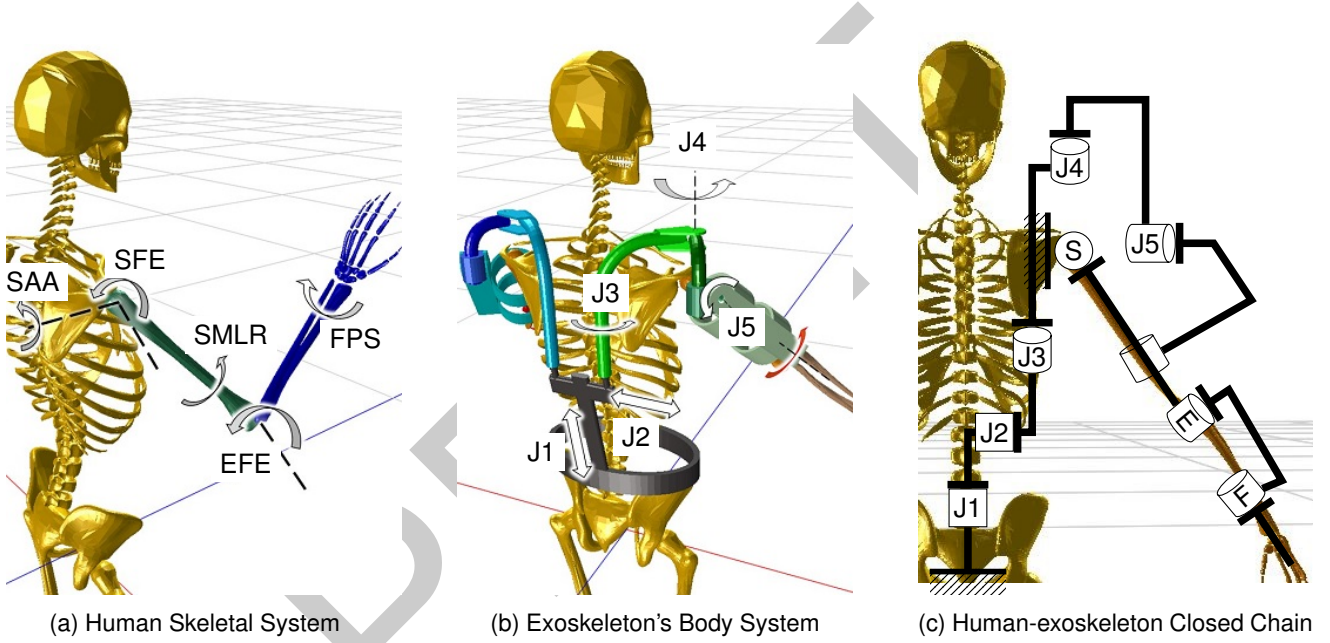 SAA
SFE
SMLR
FPS
EFE
J4
J3
J5
J1
J2
J4
S
J5
J3
J2
E
J1
F
(a) Human Skeletal System
(b) Exoskeleton's Body System
(c) Human-exoskeleton Closed Chain